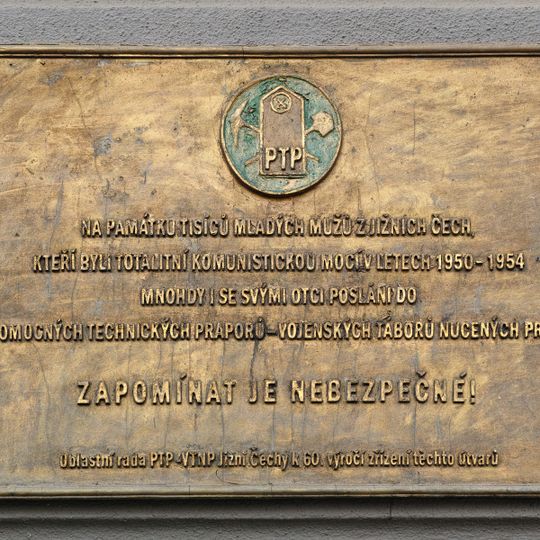 PTP
NA PAMÁTKU TISÍCŮ MLADÝCH MUŽŮ Z JIŽNÍCH ČECH,
KTEŘÍ BYLI TOTALITNÍ KOMUNISTICKOU MOCÍ V LETECH 1950-1954
MNOHDY I SE SVÝMI OTCI POSLÁNI DO
OMOCNÝCH TECHNICKÝCH PRAPORŮ-VOJENSKÝCH TÁBORŮ NUCENÝCH PR
ZAPOMÍNAT JE NEBEZPEČNÉ!
Oblastní rada PTP-VTNP Jižní Čechy k 60. výročí zřízení těchto útvarů